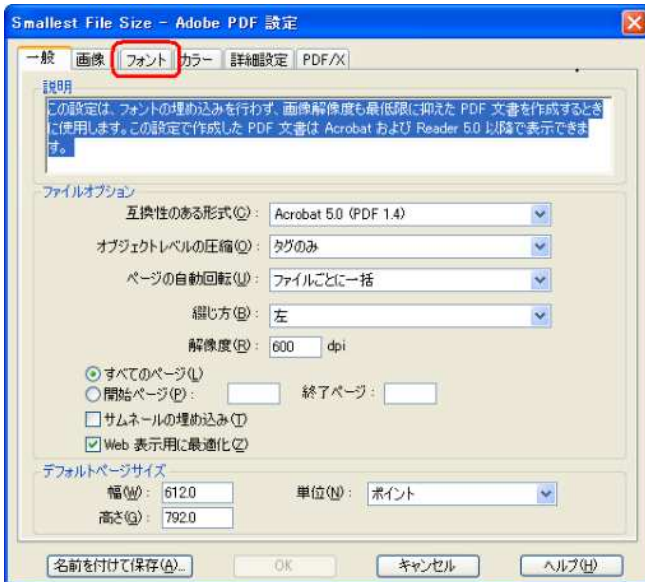 Smallest File Size - Adobe PDF 設定
一般 画像 フォント カラー 詳細設定 PDF/X
説明
この設定は、フォントの埋め込みを行わず、画像解像度も最低限に抑えた PDF 文書を作成するとき
に使用します。この設定で作成した PDF 文書は Acrobat および Reader 5.0 以降で表示できま
す。
ファイルオプション
互換性のある形式(C): Acrobat 5.0 (PDF 1.4)
オブジェクトレベルの圧縮(O): タグのみ
ページの自動回転(U): ファイルごとに一括
綴じ方(B): 左
解像度(R): 600 dpi
すべてのページ(L)
開始ページ(P): 終了ページ:
サムネールの埋め込み(T)
Web 表示用に最適化(Z)
デフォルトページサイズ
幅(W): 612.0 単位(N): ポイント
高さ(G): 792.0
名前を付けて保存(A)... OK キャンセル ヘルプ(H)